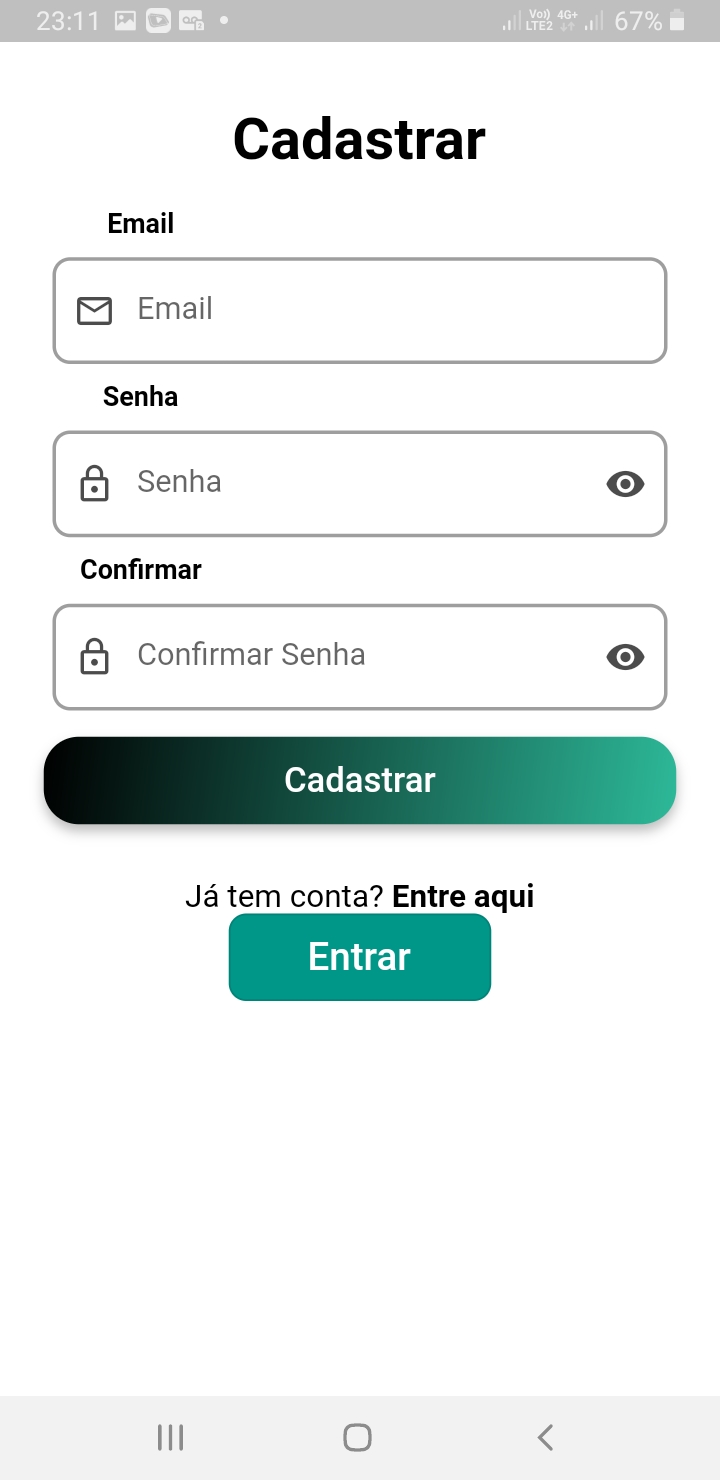 23:11 Vo) 4G+ LTE2 67%
Cadastrar
Email
Email
Senha
Senha
Confirmar
Confirmar Senha
Cadastrar
Já tem conta? Entre aqui
Entrar